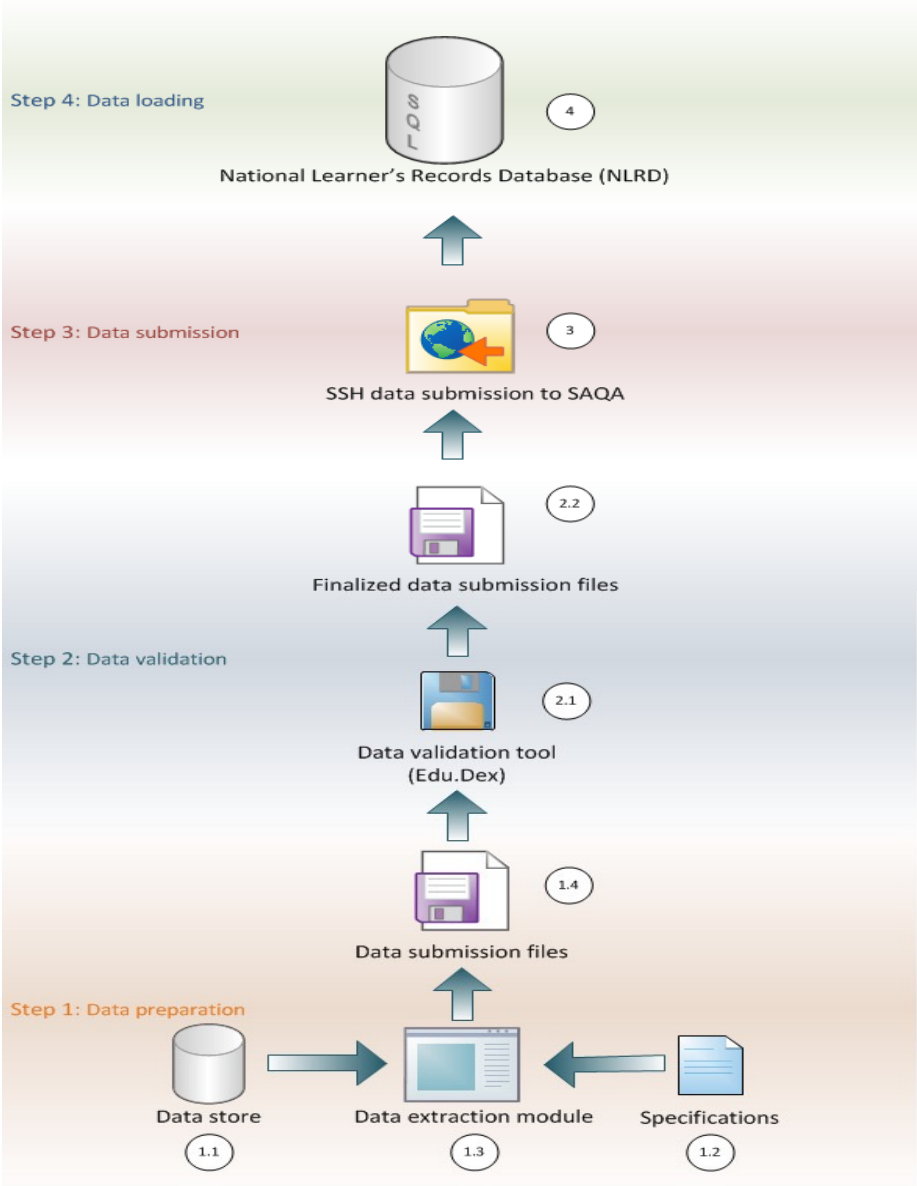 Step 4: Data loading
SQL
4
National Learner's Records Database (NLRD)
Step 3: Data submission
3
SSH data submission to SAQA
2.2
Finalized data submission files
Step 2: Data validation
2.1
Data validation tool
(Edu.Dex)
1.4
Data submission files
Step 1: Data preparation
Data store
Data extraction module
Specifications
1.1
1.3
1.2